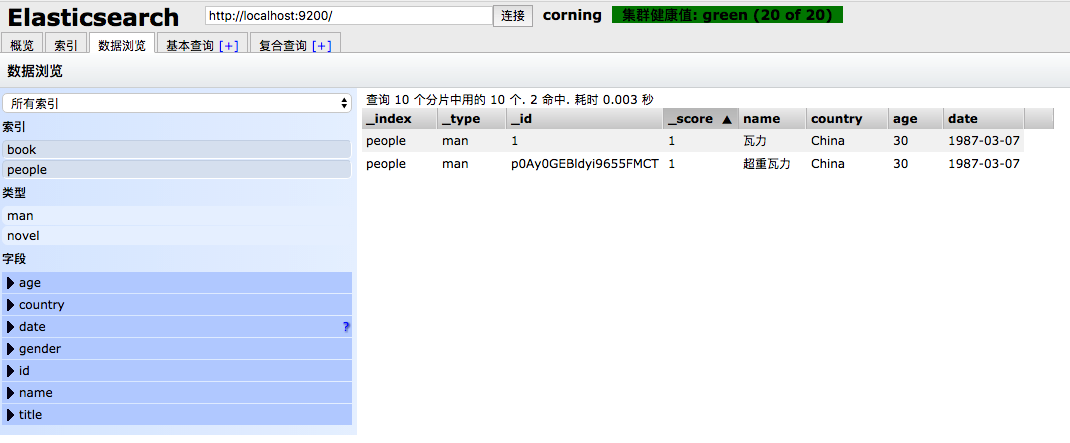 Elasticsearch http://localhost:9200/ 连接 corning 集群健康值: green (20 of 20)
概览 索引 数据浏览 基本查询 [+] 复合查询 [+]
数据浏览
所有索引
索引
book
people
类型
man
novel
字段
age
country
date ?
gender
id
name
title
查询 10 个分片中用的 10 个. 2 命中. 耗时 0.003 秒
_index _type _id _score ▲ name country age date
people man 1 1 瓦力 China 30 1987-03-07
people man p0Ay0GEBldyi9655FMCT 1 超重瓦力 China 30 1987-03-07